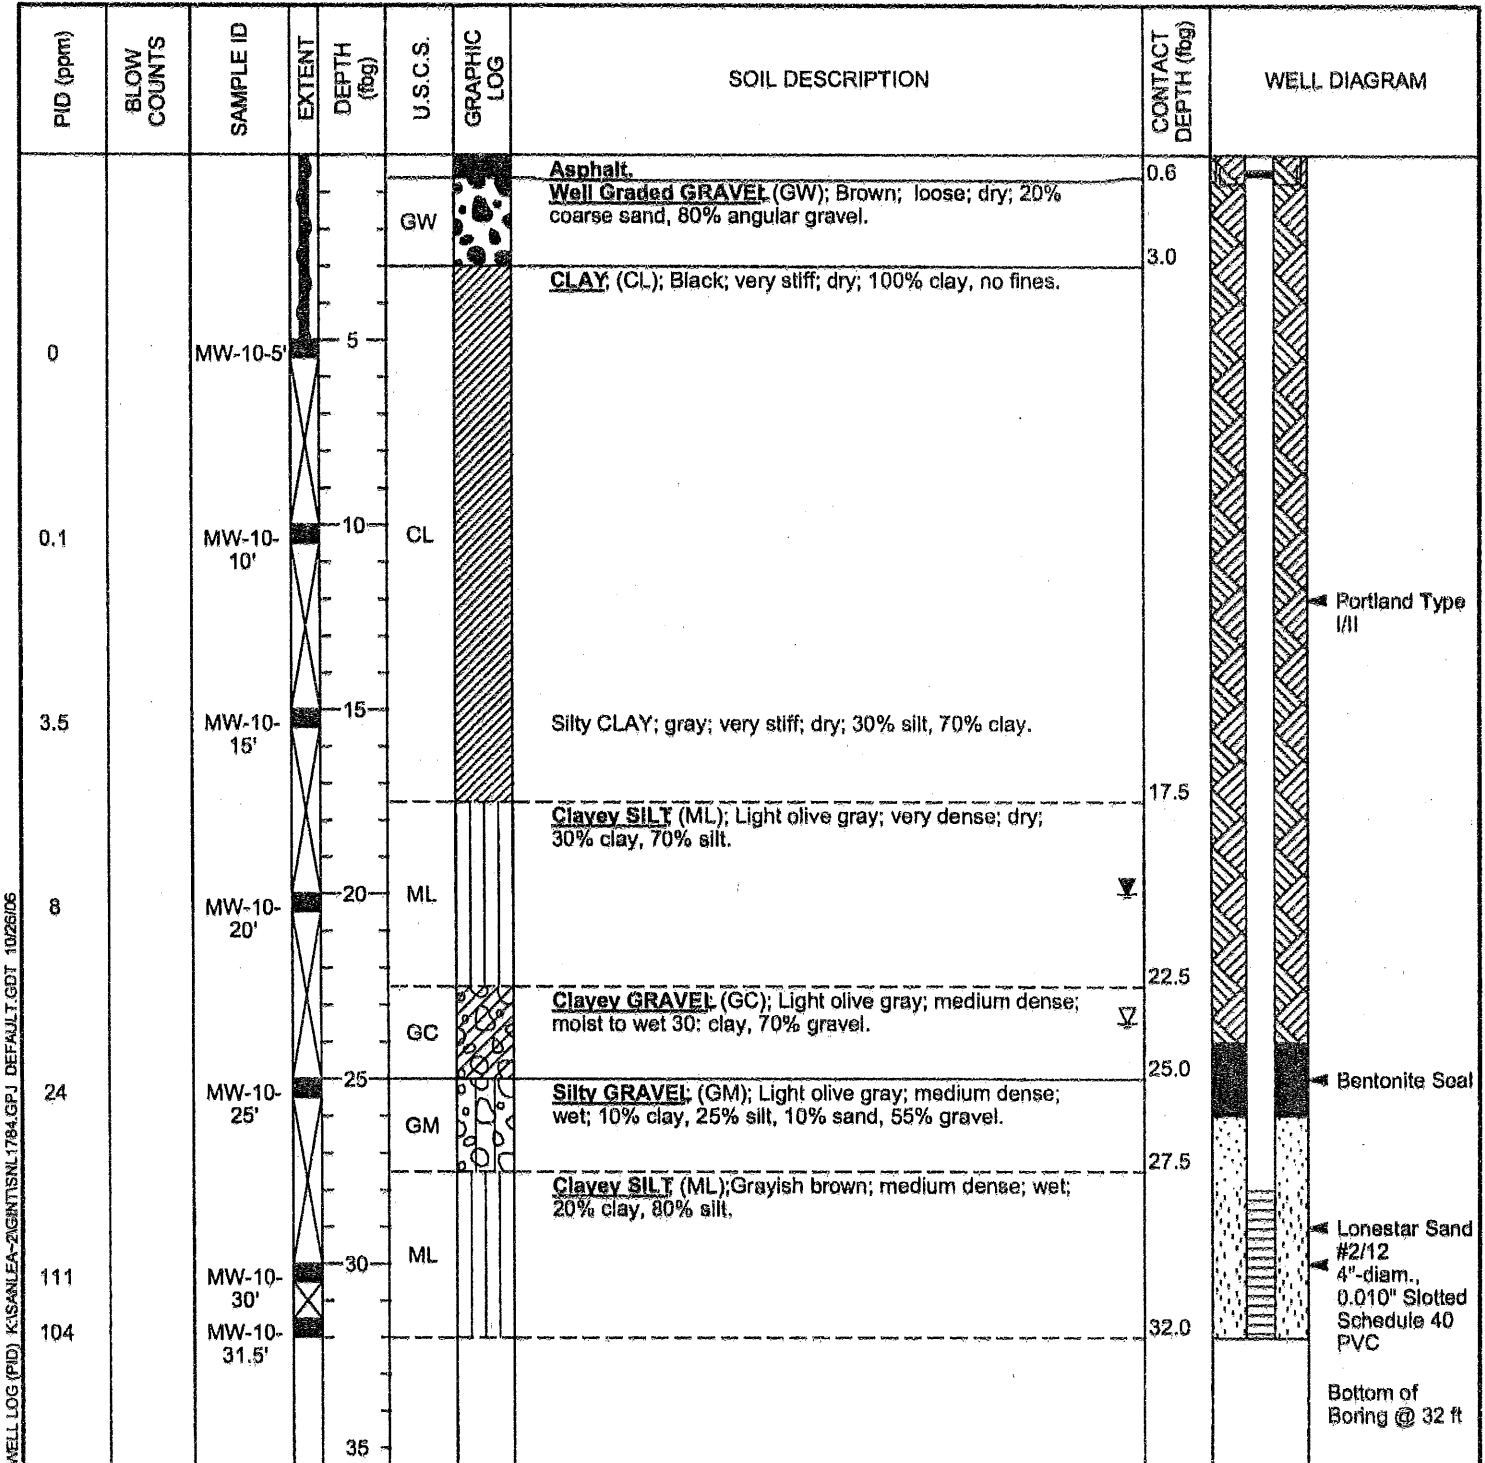 PID (ppm)
BLOW
COUNTS
SAMPLE ID
EXTENT
DEPTH
(fbg)
U.S.C.S.
GRAPHIC
LOG
SOIL DESCRIPTION
CONTACT
DEPTH (fbg)
WELL DIAGRAM
Asphalt.
0.6
Well Graded GRAVEL (GW); Brown; loose; dry; 20%
coarse sand, 80% angular gravel.
GW
3.0
CLAY; (CL); Black; very stiff; dry; 100% clay, no fines.
0
MW-10-5'
5
0.1
MW-10-
10'
10
CL
Portland Type
I/II
3.5
MW-10-
15'
15
Silty CLAY; gray; very stiff; dry; 30% silt, 70% clay.
17.5
Clayey SILT (ML); Light olive gray; very dense; dry;
30% clay, 70% silt.
8
MW-10-
20'
20
ML
22.5
Clayey GRAVEL (GC); Light olive gray; medium dense;
moist to wet 30: clay, 70% gravel.
GC
25.0
24
MW-10-
25'
25
Silty GRAVEL; (GM); Light olive gray; medium dense;
wet; 10% clay, 25% silt, 10% sand, 55% gravel.
GM
Bentonite Seal
27.5
Clayey SILT; (ML);Grayish brown; medium dense; wet;
20% clay, 80% silt.
ML
Lonestar Sand
#2/12
4"-diam.,
0.010" Slotted
Schedule 40
PVC
111
MW-10-
30'
30
104
MW-10-
31.5'
32.0
Bottom of
Boring @ 32 ft
35
WELL LOG (PID) K:\SANLEA~2\GINT\SNL1784.GPJ DEFAULT.GDT 10/26/06